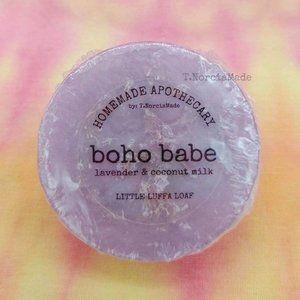 T.NorciaMade
HOMEMADE APOTHECARY
by: T.NorciaMade
boho babe
lavender & coconut milk
LITTLE LUFFA LOAF